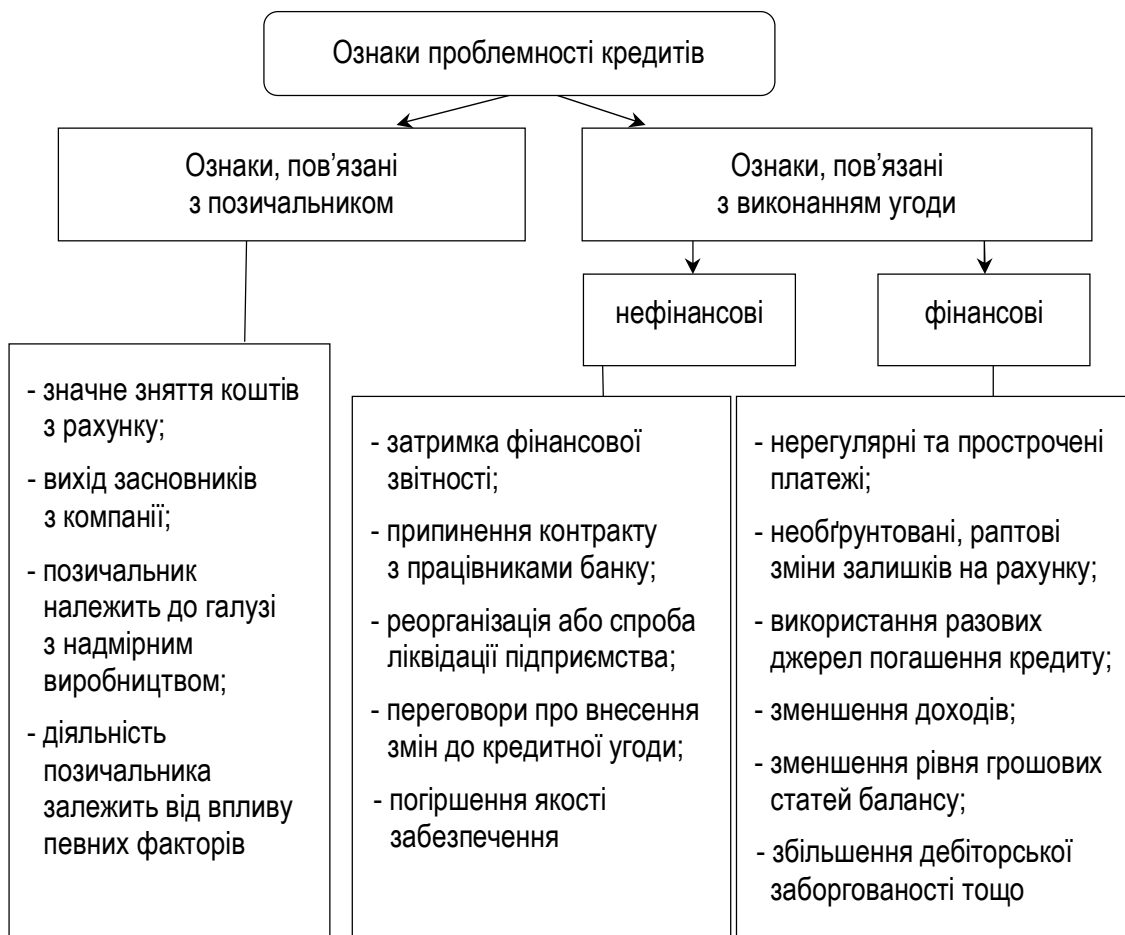 Ознаки проблемності кредитів
Ознаки, пов’язані
з позичальником
Ознаки, пов’язані
з виконанням угоди
нефінансові
фінансові
- значне зняття коштів
з рахунку;
- вихід засновників
з компанії;
- позичальник
належить до галузі
з надмірним
виробництвом;
- діяльність
позичальника
залежить від впливу
певних факторів
- затримка фінансової
звітності;
- припинення контракту
з працівниками банку;
- реорганізація або спроба
ліквідації підприємства;
- переговори про внесення
змін до кредитної угоди;
- погіршення якості
забезпечення
- нерегулярні та прострочені
платежі;
- необґрунтовані, раптові
зміни залишків на рахунку;
- використання разових
джерел погашення кредиту;
- зменшення доходів;
- зменшення рівня грошових
статей балансу;
- збільшення дебіторської
заборгованості тощо